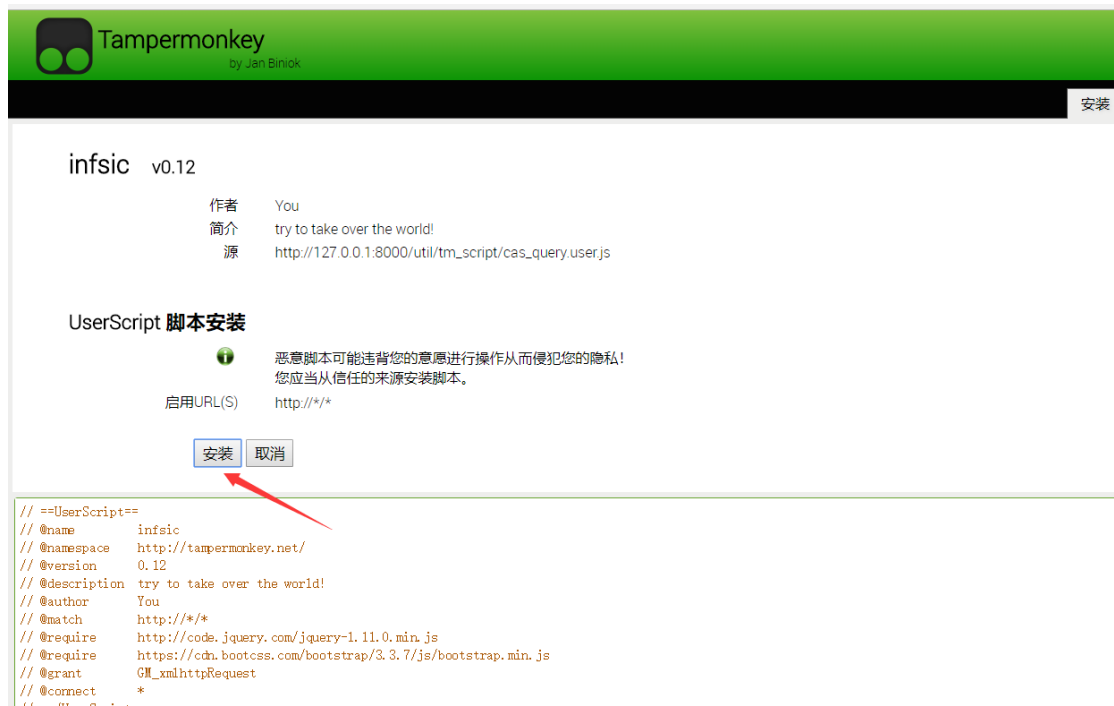 Tampermonkey
by Jan Biniok
安装
infsic v0.12
作者 You
简介 try to take over the world!
源 http://127.0.0.1:8000/util/tm_script/cas_query.user.js
UserScript 脚本安装
恶意脚本可能违背您的意愿进行操作从而侵犯您的隐私!
您应当从信任的来源安装脚本。
启用URL(S) http://*/*
安装 取消
// ==UserScript==
// @name infsic
// @namespace http://tampermonkey.net/
// @version 0.12
// @description try to take over the world!
// @author You
// @match http://*/*
// @require http://code.jquery.com/jquery-1.11.0.min.js
// @require https://cdn.bootcss.com/bootstrap/3.3.7/js/bootstrap.min.js
// @grant GM_xmlhttpRequest
// @connect *